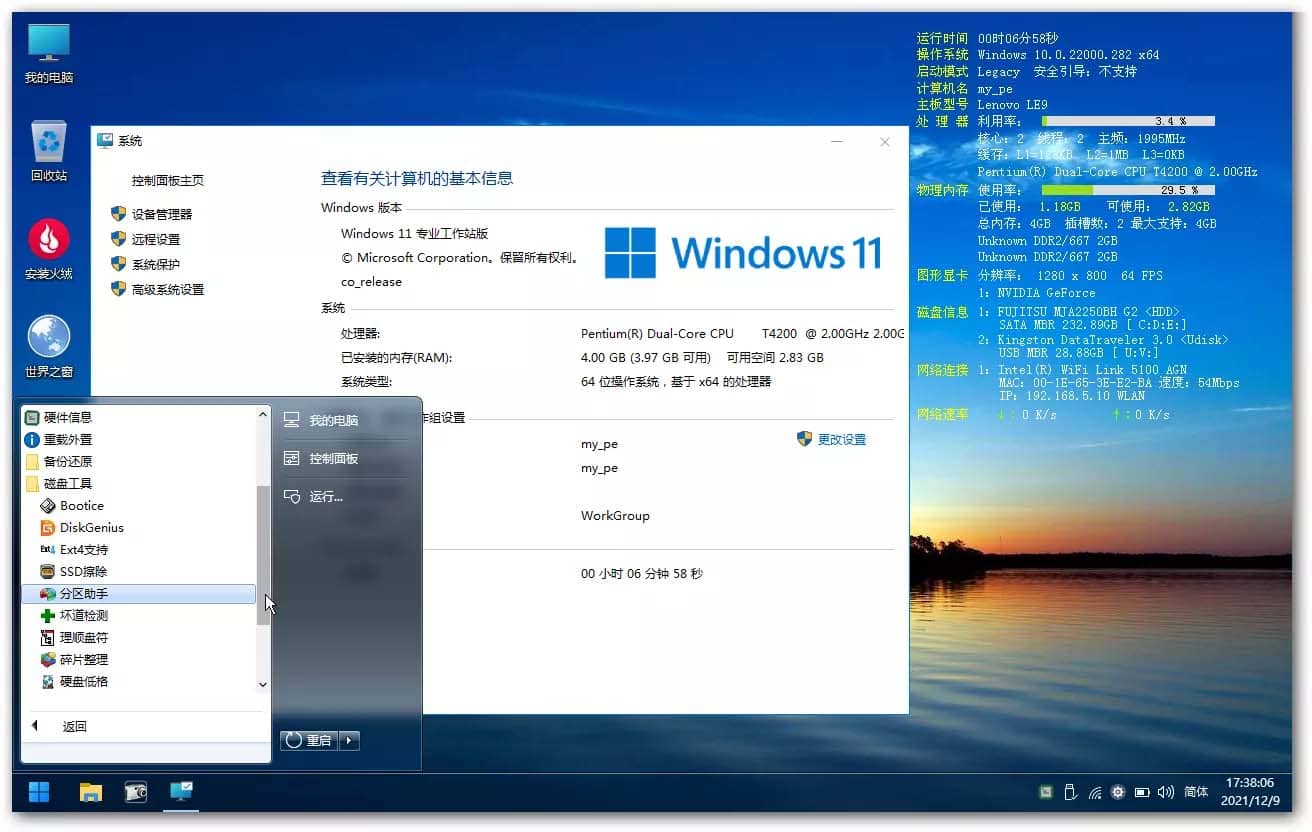 我的电脑
回收站
安装火绒
世界之窗
系统
控制面板主页
设备管理器
远程设置
系统保护
高级系统设置
查看有关计算机的基本信息
Windows 版本
Windows 11 专业工作站版
© Microsoft Corporation。保留所有权利。
co_release
Windows 11
系统
处理器: Pentium(R) Dual-Core CPU T4200 @ 2.00GHz 2.00G
已安装的内存(RAM): 4.00 GB (3.97 GB 可用) 可用空间 2.83 GB
系统类型: 64 位操作系统，基于 x64 的处理器
作组设置
my_pe
更改设置
my_pe
WorkGroup
00 小时 06 分钟 58 秒
硬件信息
重载外置
备份还原
磁盘工具
Bootice
DiskGenius
Ext4 Ext4支持
SSD擦除
分区助手
坏道检测
理顺盘符
碎片整理
硬盘低格
返回
我的电脑
控制面板
运行...
重启
运行时间 00时06分58秒
操作系统 Windows 10.0.22000.282 x64
启动模式 Legacy 安全引导: 不支持
计算机名 my_pe
主板型号 Lenovo LE9
处 理 器 利用率: 3.4 %
核心: 2 线程: 2 主频: 1995MHz
L2=1MB L3=0KB
Pentium(R) Dual-Core CPU T4200 @ 2.00GHz
物理内存 使用率: 29.5 %
已使用: 1.18GB 可使用: 2.82GB
总内存: 4GB 插槽数: 2 最大支持: 4GB
Unknown DDR2/667 2GB
Unknown DDR2/667 2GB
图形显卡 分辨率: 1280 x 800 64 FPS
1: NVIDIA GeForce
磁盘信息 1: FUJITSU MJA2250BH G2 <HDD>
SATA MBR 232.89GB [ C:D:E:]
2: Kingston DataTraveler 3.0 <Udisk>
USB MBR 28.88GB [ U:V:]
网络连接 1: Intel(R) WiFi Link 5100 AGN
MAC: 00-1E-65-3E-E2-BA 速度: 54Mbps
IP: 192.168.5.10 WLAN
网络速率 ↓:0 K/s ↑:0 K/s
简体
17:38:06
2021/12/9